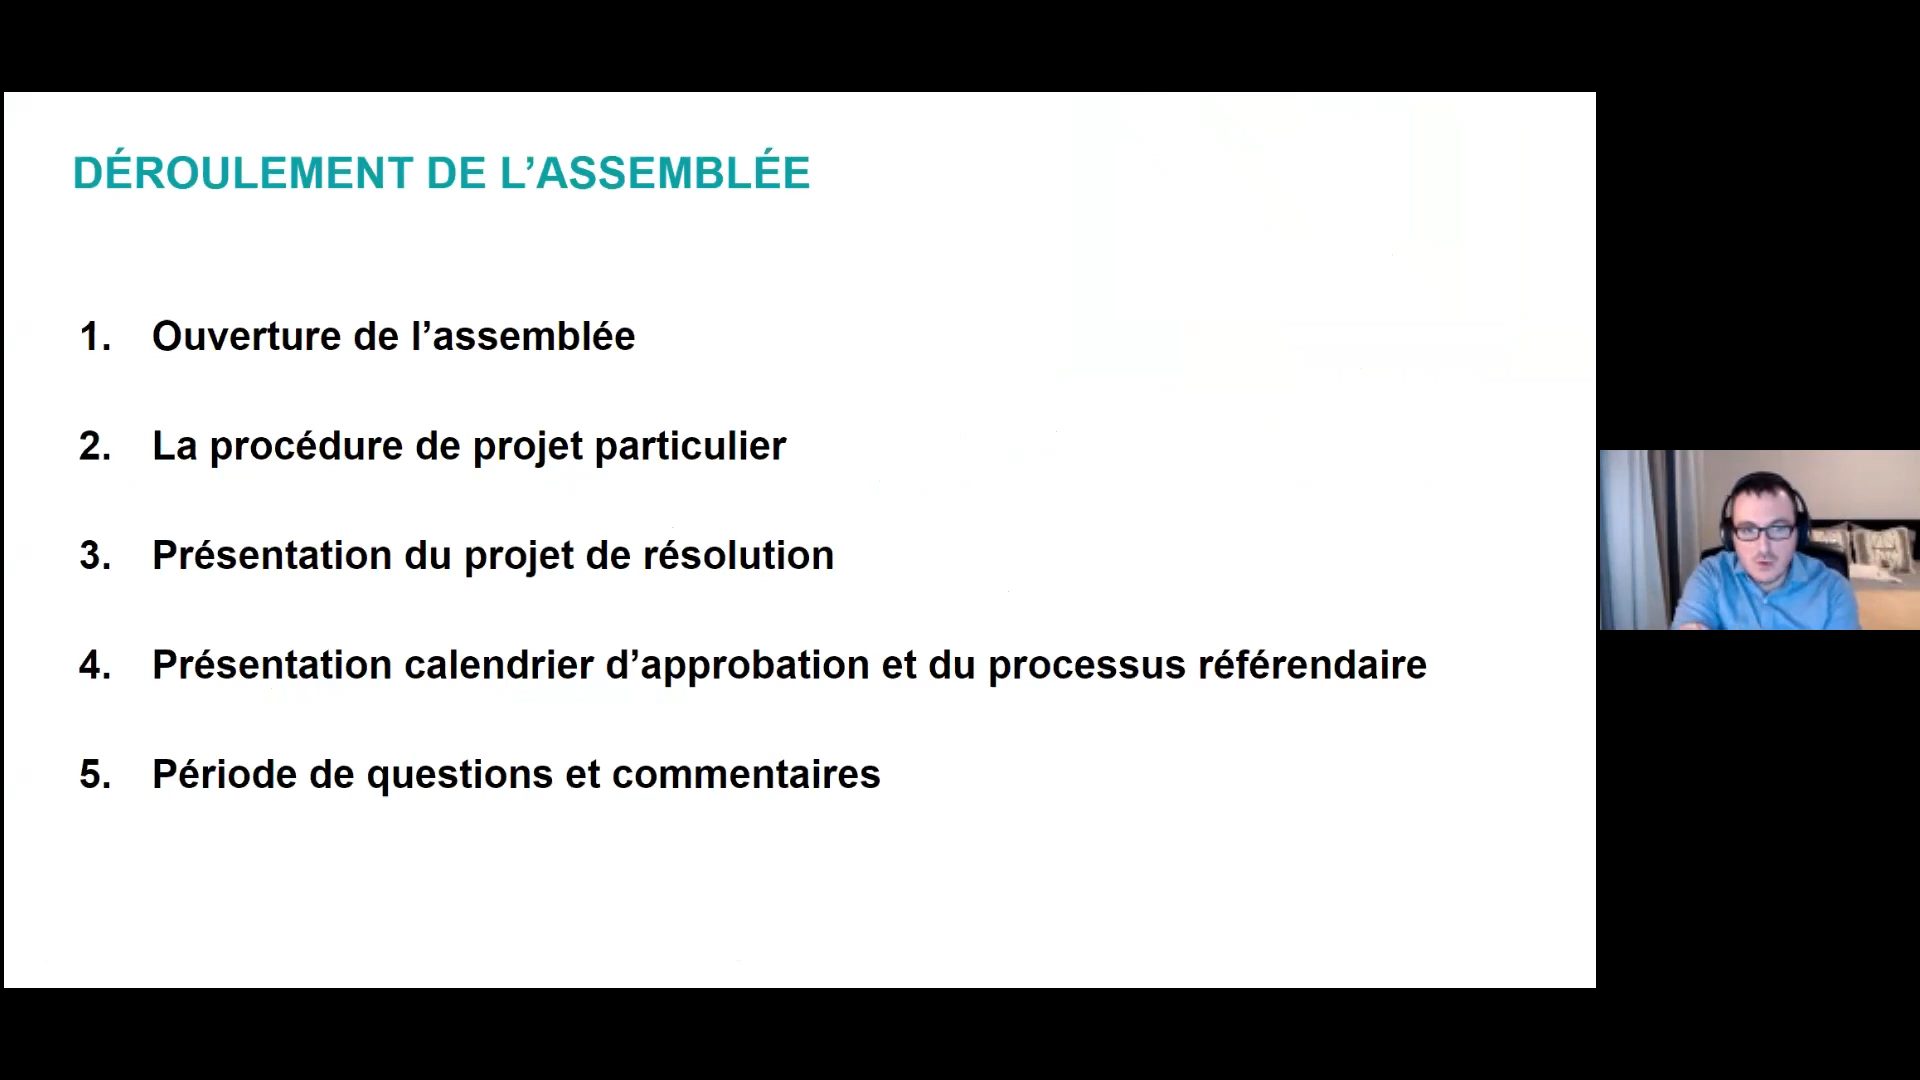 DÉROULEMENT DE L’ASSEMBLÉE
1. Ouverture de l’assemblée
2. La procédure de projet particulier
3. Présentation du projet de résolution
4. Présentation calendrier d’approbation et du processus référendaire
5. Période de questions et commentaires